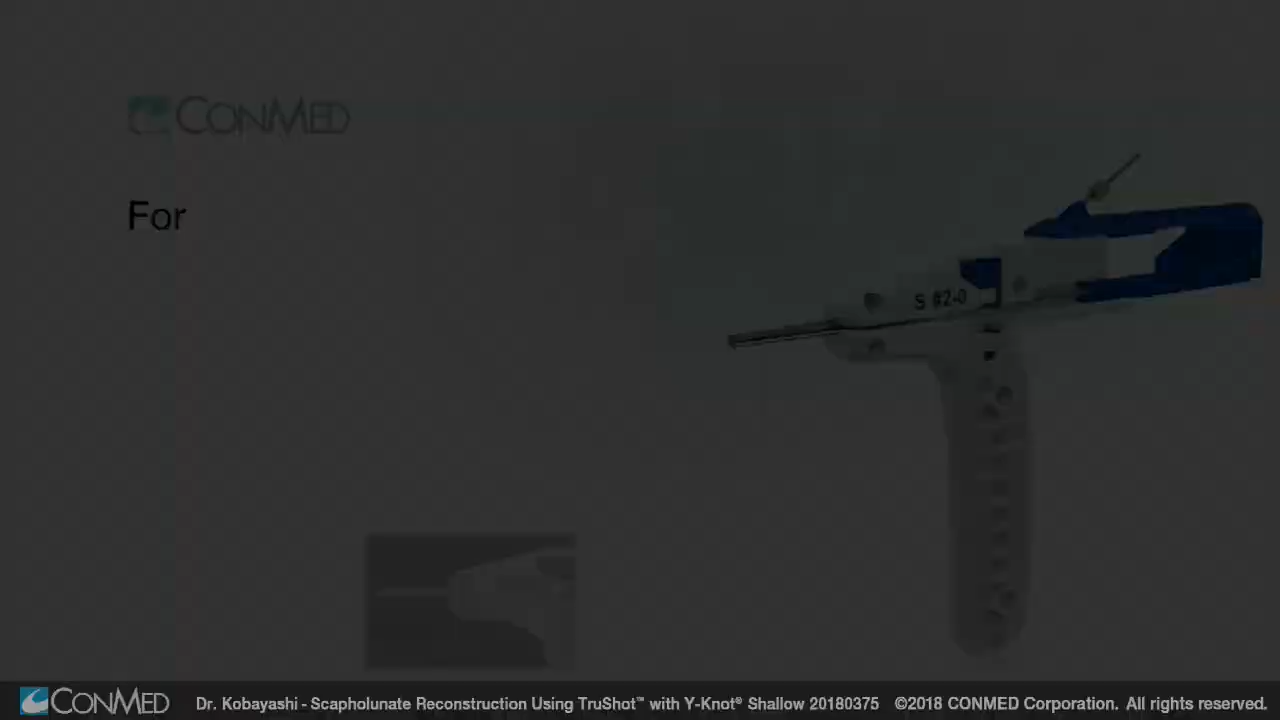 CONMED
For
S #2-0
CONMED Dr. Kobayashi - Scapholunate Reconstruction Using TruShot™ with Y-Knot® Shallow 20180375 ©2018 CONMED Corporation. All rights reserved.